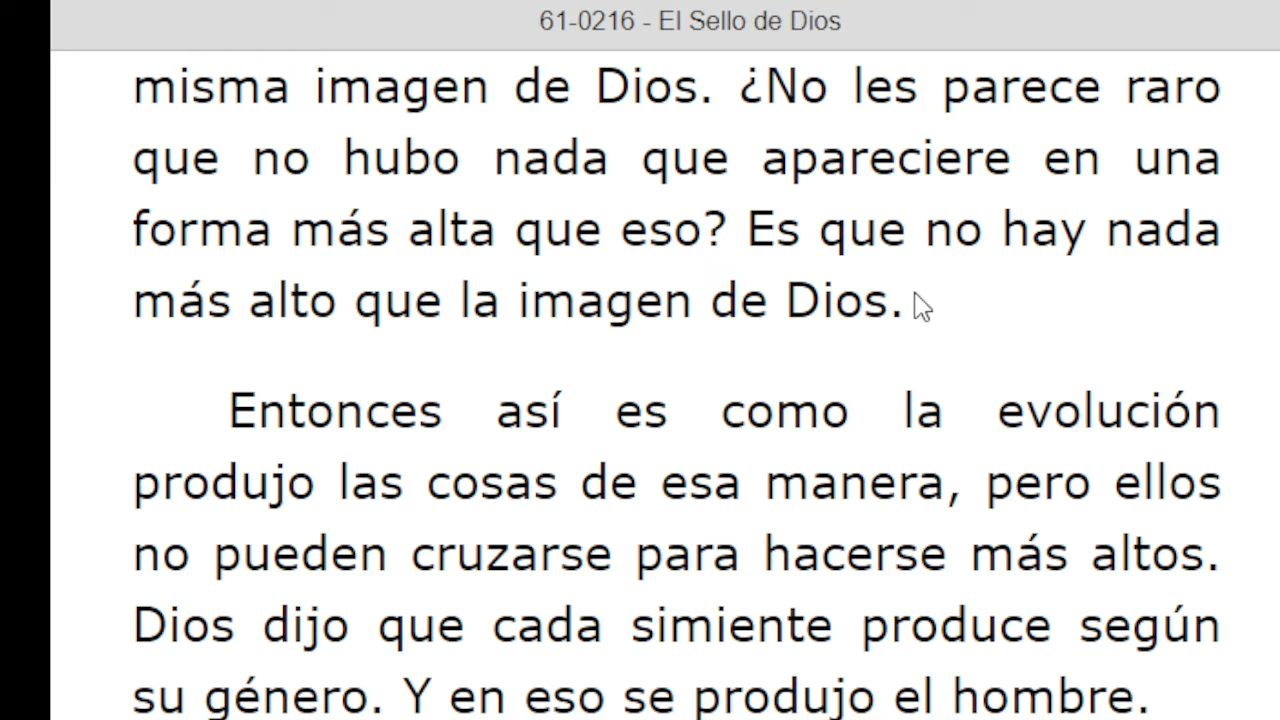 61-0216 - El Sello de Dios
misma imagen de Dios. ¿No les parece raro
que no hubo nada que apareciere en una
forma más alta que eso? Es que no hay nada
más alto que la imagen de Dios.
Entonces así es como la evolución
produjo las cosas de esa manera, pero ellos
no pueden cruzarse para hacerse más altos.
Dios dijo que cada simiente produce según
su género. Y en eso se produjo el hombre.